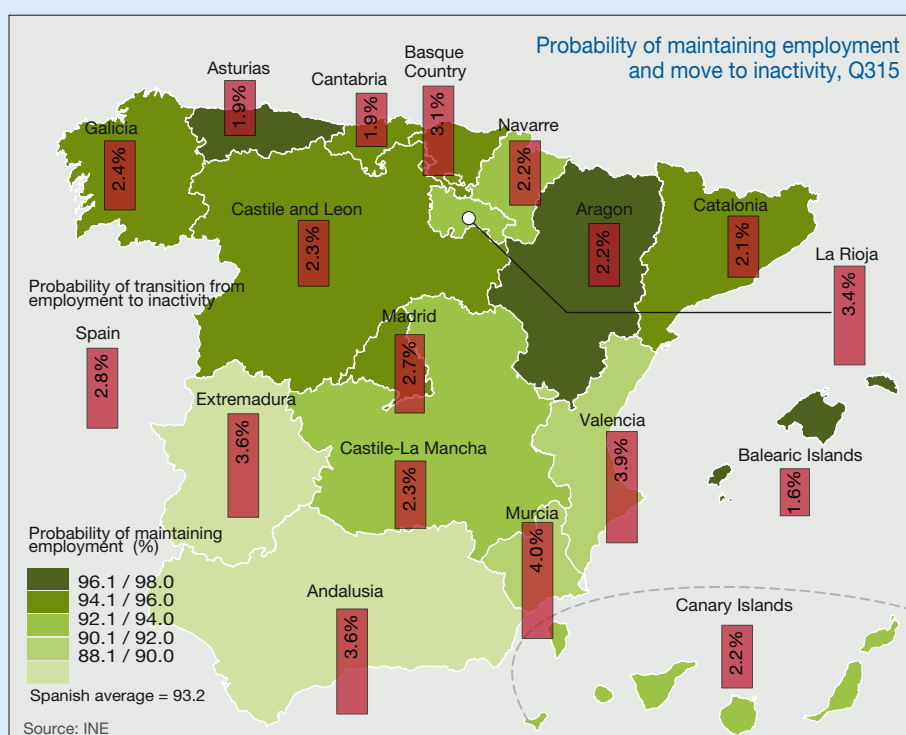 Probability of maintaining employment
and move to inactivity, Q315
Asturias
1.9%
Cantabria
1.9%
Basque
Country
3.1%
Navarre
2.2%
Galicia
2.4%
Castile and Leon
2.3%
Aragon
2.2%
Catalonia
2.1%
La Rioja
3.4%
Probability of transition from
employment to inactivity
Spain
2.8%
Madrid
2.7%
Extremadura
3.6%
Castile-La Mancha
2.3%
Valencia
3.9%
Balearic Islands
1.6%
Murcia
4.0%
Andalusia
3.6%
Canary Islands
2.2%
Probability of maintaining
employment (%)
96.1 / 98.0
94.1 / 96.0
92.1 / 94.0
90.1 / 92.0
88.1 / 90.0
Spanish average = 93.2
Source: INE